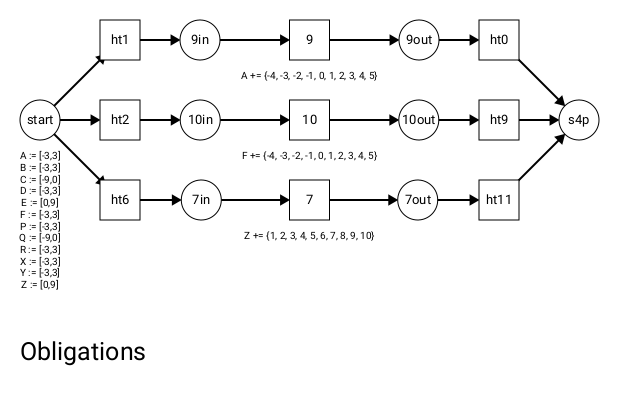 ht1 9in 9 9out ht0
A += {-4, -3, -2, -1, 0, 1, 2, 3, 4, 5}
start ht2 10in 10 10out ht9 s4p
F += {-4, -3, -2, -1, 0, 1, 2, 3, 4, 5}
ht6 7in 7 7out ht11
Z += {1, 2, 3, 4, 5, 6, 7, 8, 9, 10}
A := [-3,3]
B := [-3,3]
C := [-9,0]
D := [-3,3]
E := [0,9]
F := [-3,3]
P := [-3,3]
Q := [-9,0]
R := [-3,3]
X := [-3,3]
Y := [-3,3]
Z := [0,9]
Obligations